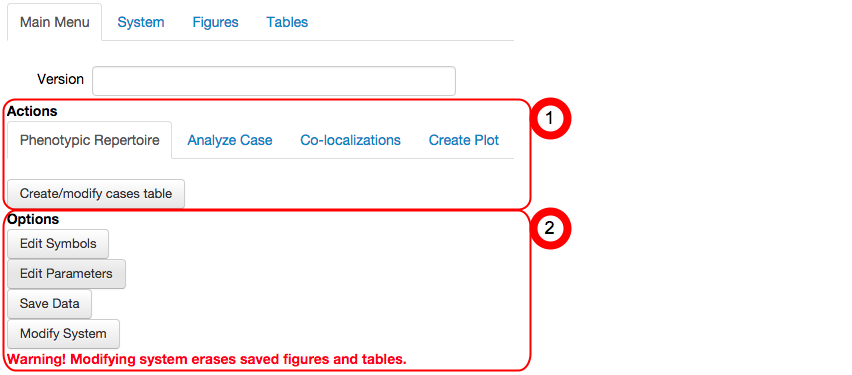 Main Menu System Figures Tables
Version
Actions
1
Phenotypic Repertoire Analyze Case Co-localizations Create Plot
Create/modify cases table
Options
2
Edit Symbols
Edit Parameters
Save Data
Modify System
Warning! Modifying system erases saved figures and tables.